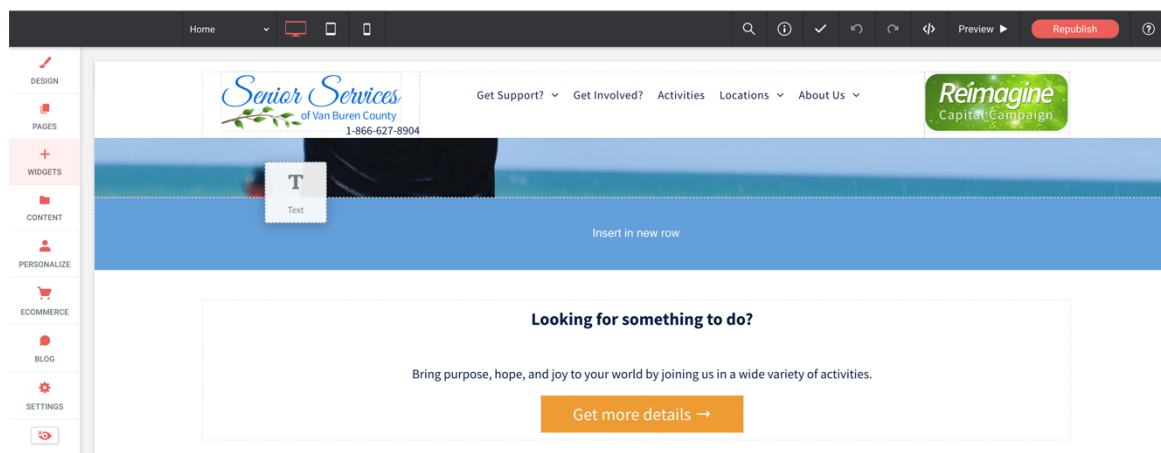 Home
Preview
Republish
DESIGN
PAGES
WIDGETS
CONTENT
PERSONALIZE
ECOMMERCE
BLOG
SETTINGS
Senior Services
of Van Buren County
1-866-627-8904
Get Support? Get Involved? Activities Locations About Us
Reimagine
Capital Campaign
T
Text
Insert in new row
Looking for something to do?
Bring purpose, hope, and joy to your world by joining us in a wide variety of activities.
Get more details →